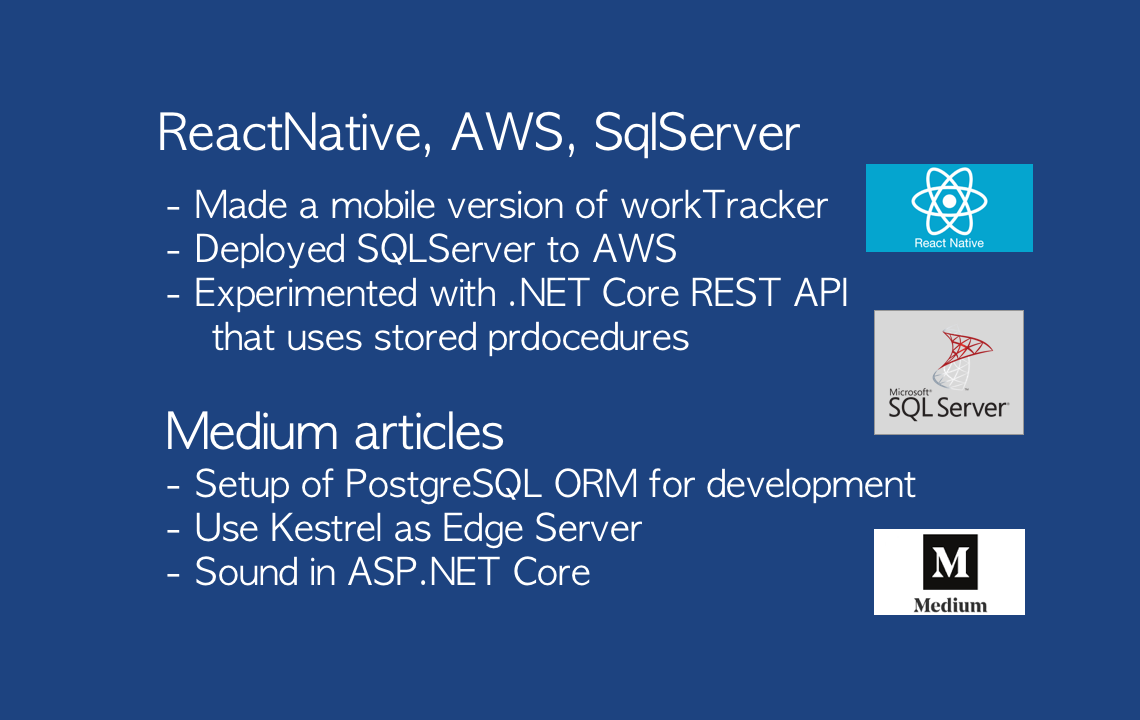 ReactNative, AWS, SqlServer
- Made a mobile version of workTracker
- Deployed SQLServer to AWS
- Experimented with .NET Core REST API
that uses stored prdocedures
React Native
Microsoft®
SQL Server®
Medium articles
- Setup of PostgreSQL ORM for development
- Use Kestrel as Edge Server
- Sound in ASP.NET Core
M
Medium